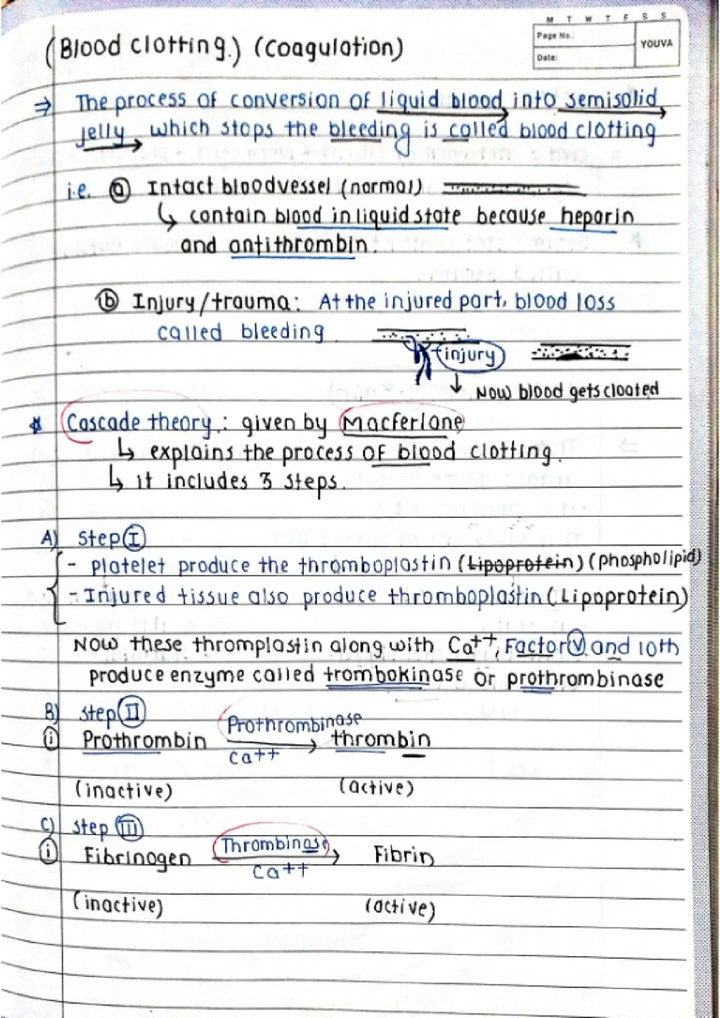 M T W T F S S
Page No.:
Date:
YOUVA
(Blood clotting.) (coagulation)
⇒ The process of conversion of liquid blood into semisolid
jelly which stops the bleeding is called blood clotting
i.e. ⓐ Intact bloodvessel (normal)
↳ contain blood in liquid state because heparin
and antithrombin.
ⓑ Injury/trauma: At the injured part, blood loss
called bleeding
injury
↓ Now blood gets cloated
* Cascade theory: given by Macferlane
↳ explains the process of blood clotting.
↳ it includes 3 steps.
A) step Ⓘ
- platelet produce the thromboplastin (Lipoprotein) (phospholipid)
- Injured tissue also produce thromboplastin (Lipoprotein)
Now these thromplastin along with Ca++, Factor Ⓥ and 10th
produce enzyme called trombokinase or prothrombinase
B) step II
ⓘ Prothrombin Prothrombinase Ca++ → thrombin
(inactive) (active)
C) step III
ⓘ Fibrinogen Thrombinase Ca++ → Fibrin
(inactive) (active)